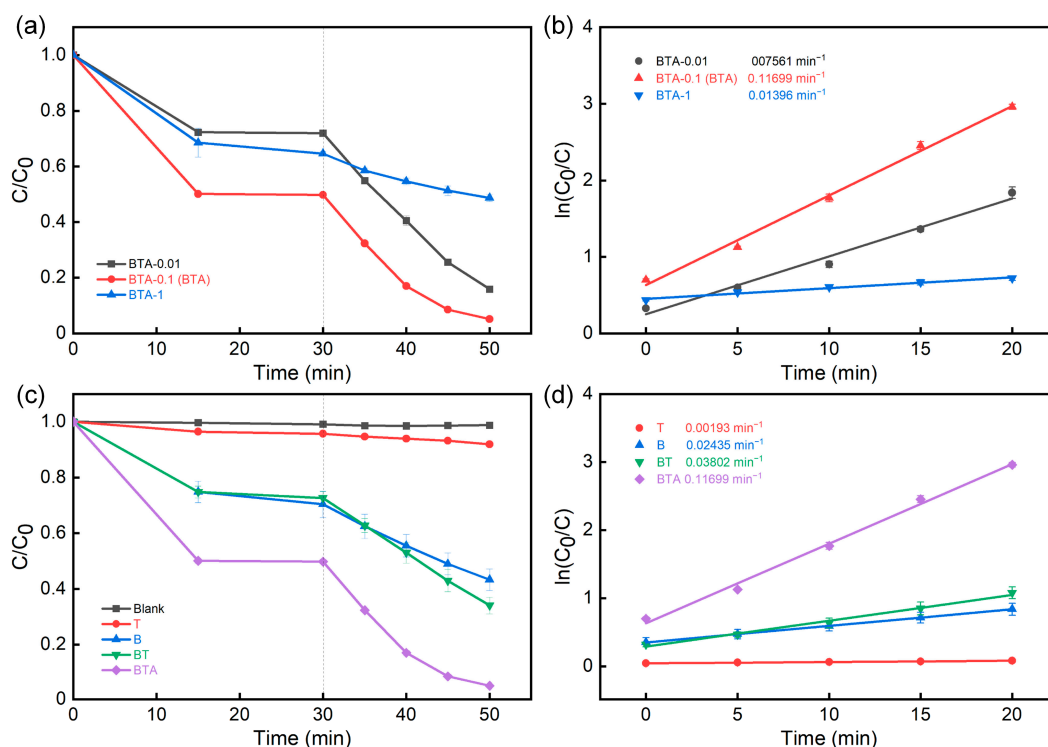 (a)
1.0
0.8
0.6
0.4
0.2
0
C/C0
BTA-0.01
BTA-0.1 (BTA)
BTA-1
0 10 20 30 40 50
Time (min)
(b)
4
3
2
1
0
ln(C0/C)
BTA-0.01 007561 min⁻¹
BTA-0.1 (BTA) 0.11699 min⁻¹
BTA-1 0.01396 min⁻¹
0 5 10 15 20
Time (min)
(c)
1.0
0.8
0.6
0.4
0.2
0
C/C0
Blank
T
B
BT
BTA
0 10 20 30 40 50
Time (min)
(d)
4
3
2
1
0
ln(C0/C)
T 0.00193 min⁻¹
B 0.02435 min⁻¹
BT 0.03802 min⁻¹
BTA 0.11699 min⁻¹
0 5 10 15 20
Time (min)